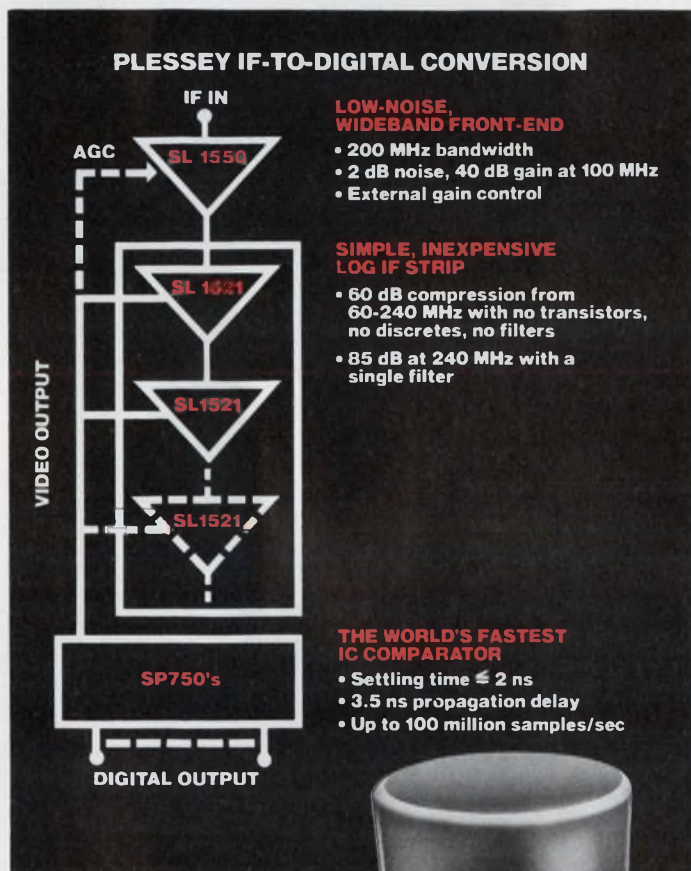 PLESSEY IF-TO-DIGITAL CONVERSION
IF IN
AGC
SL 1550
SL 1521
SL1521
SL1521
VIDEO OUTPUT
SP750's
DIGITAL OUTPUT
LOW-NOISE,
WIDEBAND FRONT-END
• 200 MHz bandwidth
• 2 dB noise, 40 dB gain at 100 MHz
• External gain control
SIMPLE, INEXPENSIVE
LOG IF STRIP
• 60 dB compression from
60-240 MHz with no transistors,
no discretes, no filters
• 85 dB at 240 MHz with a
single filter
THE WORLD'S FASTEST
IC COMPARATOR
• Settling time ≦ 2 ns
• 3.5 ns propagation delay
• Up to 100 million samples/sec